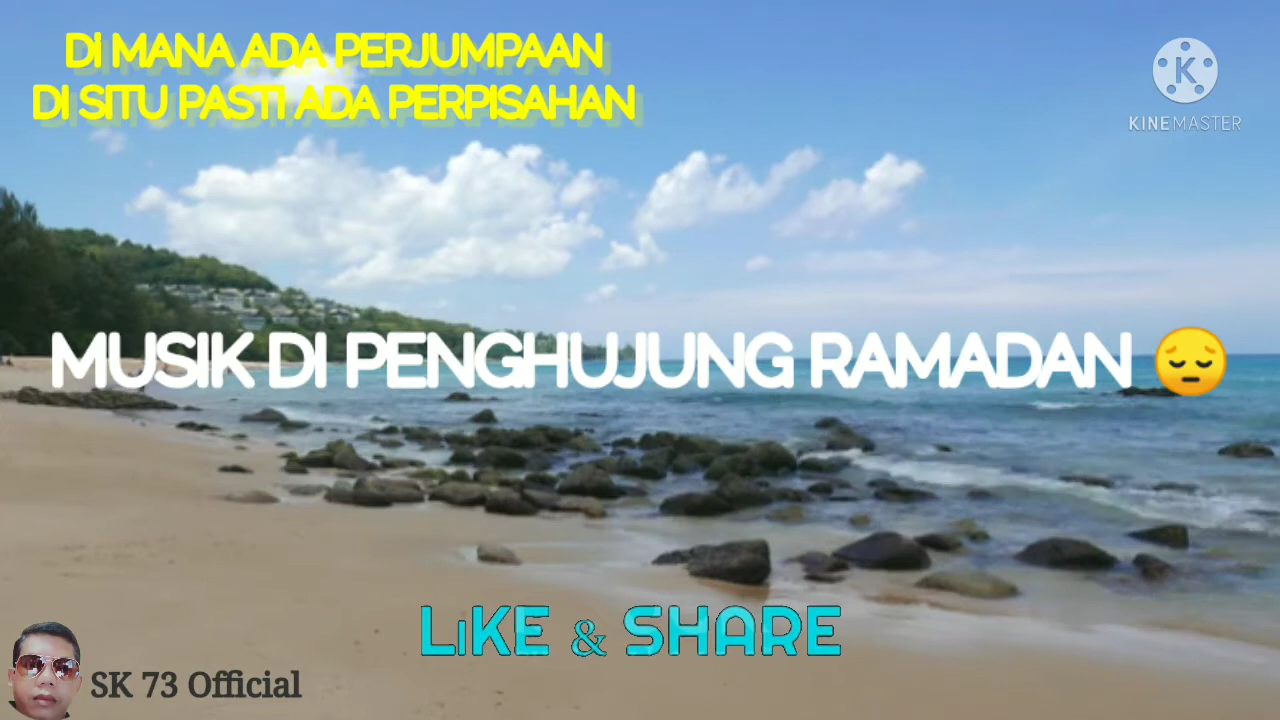 Di MANA ADA PERJUMPAAN
DI SITU PASTI ADA PERPISAHAN
K
KINEMASTER
MUSIK DI PENGHUJUNG RAMADAN 😔
LiKE & SHARE
SK 73 Official